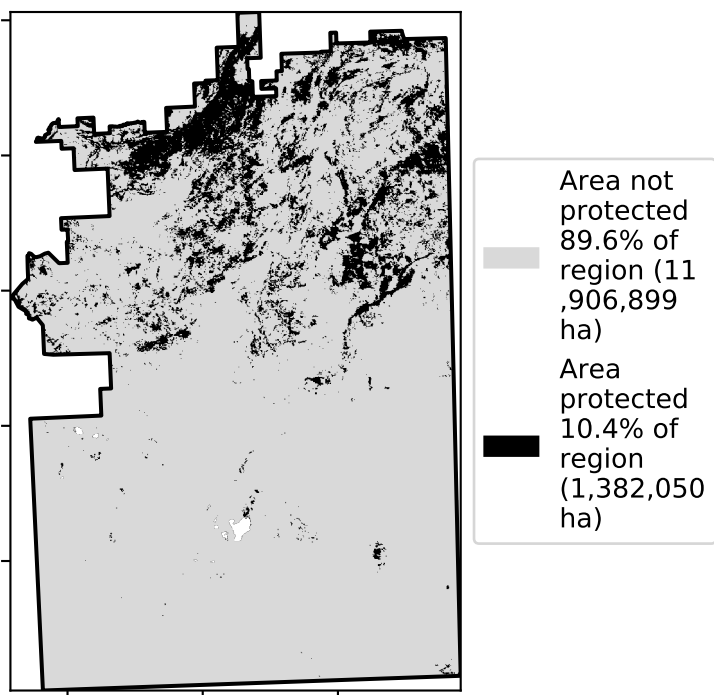 Area not
protected
89.6% of
region (11
,906,899
ha)
Area
protected
10.4% of
region
(1,382,050
ha)